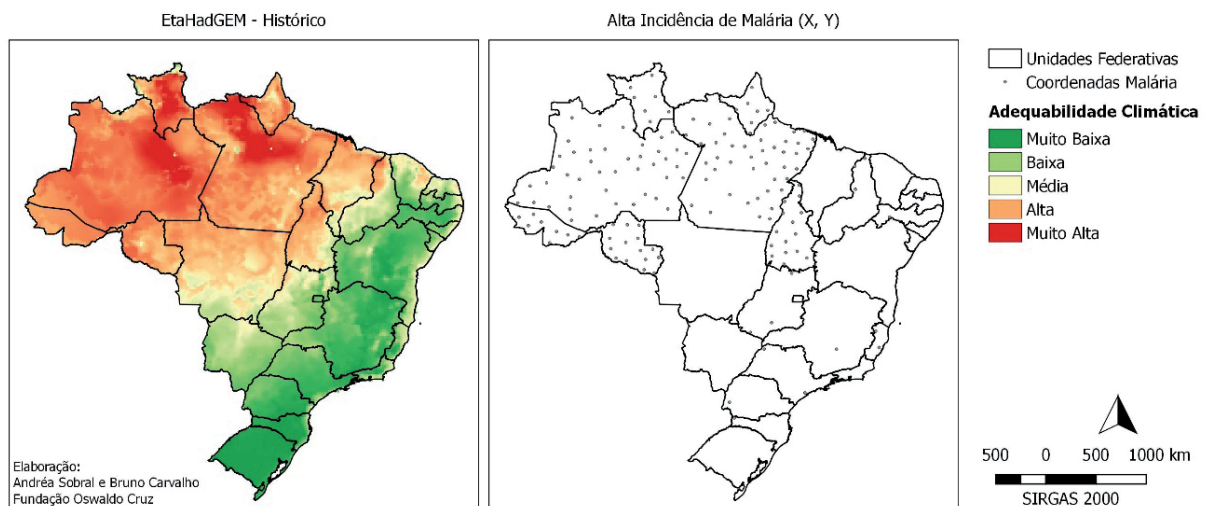 EtaHadGEM - Histórico
Alta Incidência de Malária (X, Y)
Unidades Federativas
Coordenadas Malária
Adequabilidade Climática
Muito Baixa
Baixa
Média
Alta
Muito Alta
Elaboração:
Andréa Sobral e Bruno Carvalho
Fundação Oswaldo Cruz
500 0 500 1000 km
SIRGAS 2000